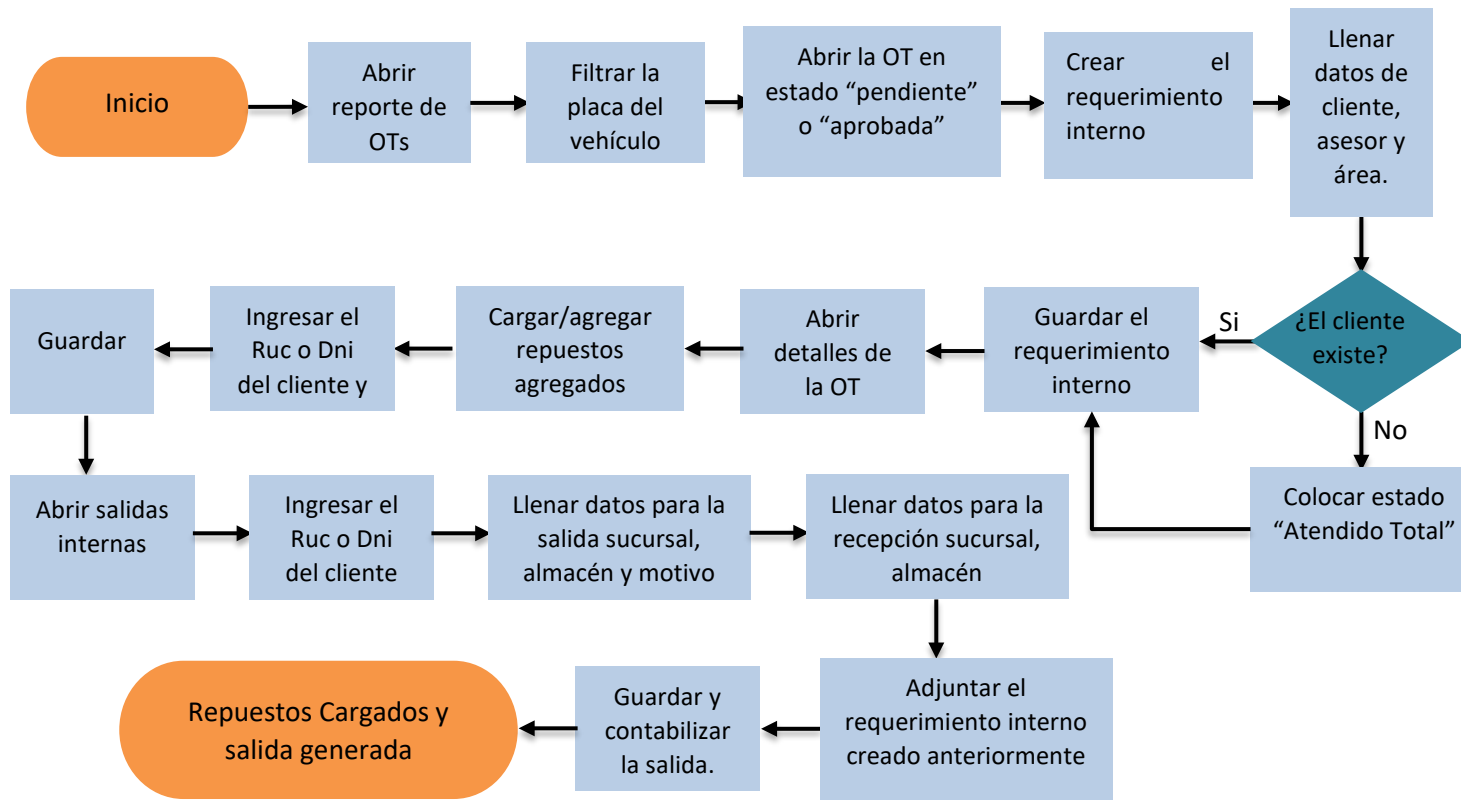 Inicio
Abrir
reporte de
OTs
Filtrar la
placa del
vehículo
Abrir la OT en
estado “pendiente”
o “aprobada”
Crear el
requerimiento
interno
Llenar
datos de
cliente,
asesor y
área.
¿El cliente
existe?
Si
No
Colocar estado
“Atendido Total”
Guardar el
requerimiento
interno
Abrir
detalles de
la OT
Cargar/agregar
repuestos
agregados
Ingresar el
Ruc o Dni
del cliente y
Guardar
Abrir salidas
internas
Ingresar el
Ruc o Dni
del cliente
Llenar datos para la
salida sucursal,
almacén y motivo
Llenar datos para la
recepción sucursal,
almacén
Adjuntar el
requerimiento interno
creado anteriormente
Guardar y
contabilizar
la salida.
Repuestos Cargados y
salida generada